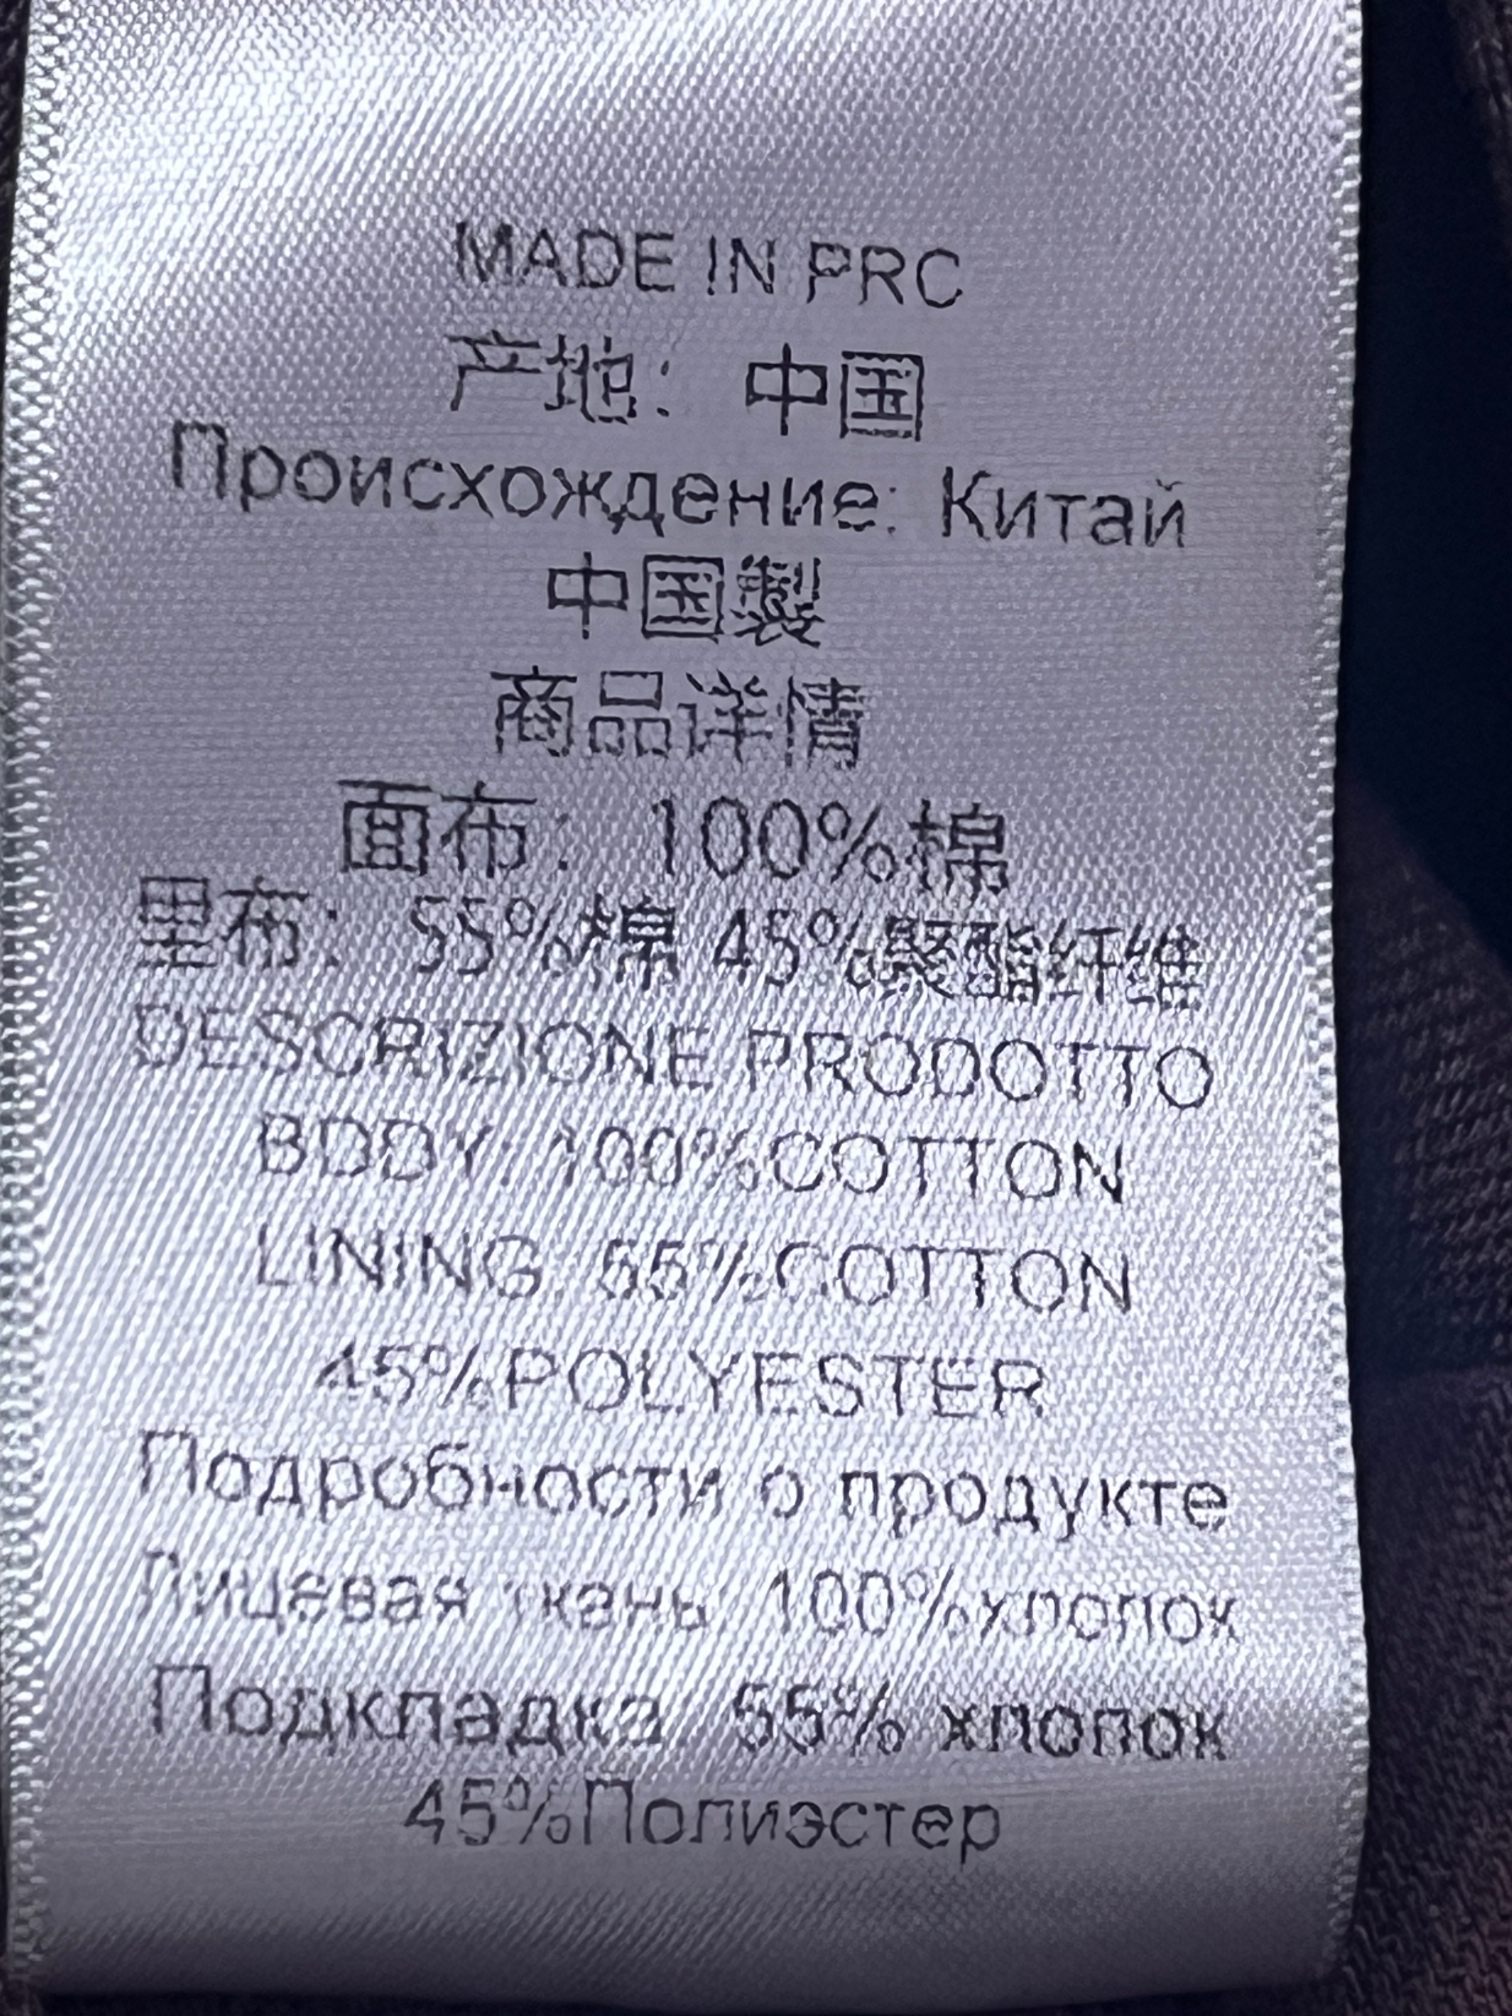 MADE IN PRC
产地: 中国
Происхождение: Китай
中国製
商品详情
面布: 100%棉
里布: 55%棉 45%聚酯纤维
DESCRIZIONE PRODOTTO
BODY: 100%COTTON
LINING: 55%COTTON
45%POLYESTER
Подробности о продукте
Лицевая ткань: 100%хлопок
Подкладка: 55% хлопок
45%Полиэстер